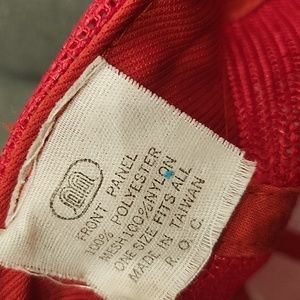 FRONT PANEL
100% POLYESTER
MESH 100% NYLON
ONE SIZE FITS ALL
MADE IN TAIWAN
R. O. C.